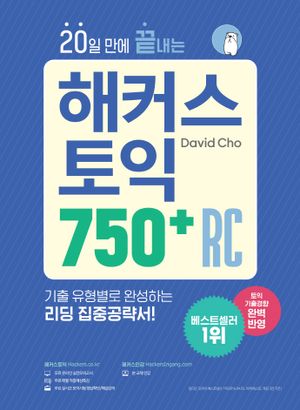 20일 만에 끝내는
해커스
토익
David Cho
750+ RC
기출 유형별로 완성하는
리딩 집중공략서!
베스트셀러
1위
토익
기출경향
완벽
반영
해커스토익 Hackers.co.kr
해커스인강 HackersIngang.com